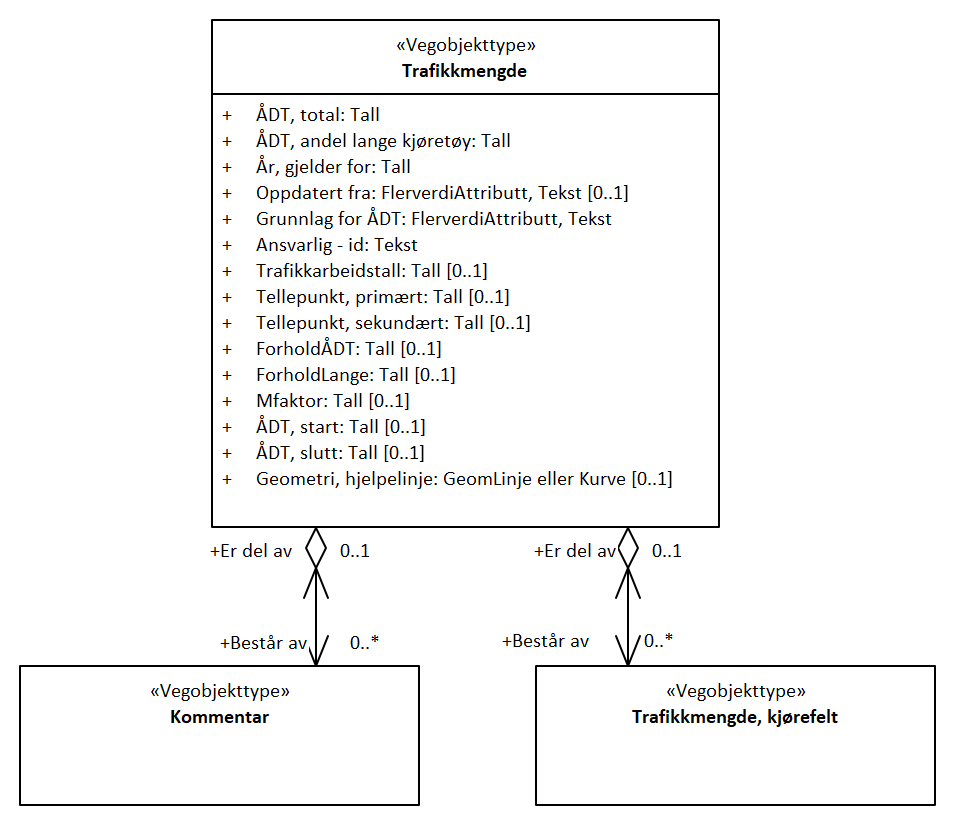 «Vegobjekttype»
Trafikkmengde
+ ÅDT, total: Tall
+ ÅDT, andel lange kjøretøy: Tall
+ År, gjelder for: Tall
+ Oppdatert fra: FlerverdiAttributt, Tekst [0..1]
+ Grunnlag for ÅDT: FlerverdiAttributt, Tekst
+ Ansvarlig - id: Tekst
+ Trafikkarbeidstall: Tall [0..1]
+ Tellepunkt, primært: Tall [0..1]
+ Tellepunkt, sekundært: Tall [0..1]
+ ForholdÅDT: Tall [0..1]
+ ForholdLange: Tall [0..1]
+ Mfaktor: Tall [0..1]
+ ÅDT, start: Tall [0..1]
+ ÅDT, slutt: Tall [0..1]
+ Geometri, hjelpelinje: GeomLinje eller Kurve [0..1]
+Er del av 0..1 +Er del av 0..1
+Består av 0..* +Består av 0..*
«Vegobjekttype»
Kommentar
«Vegobjekttype»
Trafikkmengde, kjørefelt